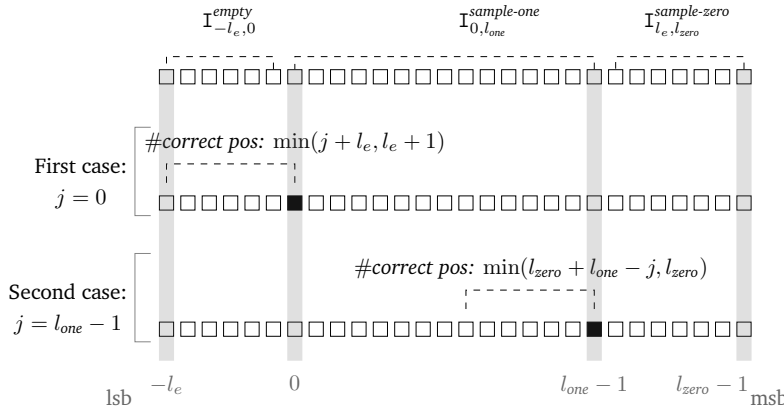 I^{empty}_{-l_e,0} I^{sample-one}_{0,l_{one}} I^{sample-zero}_{l_e,l_{zero}}
#correct pos: min(j + l_e, l_e + 1)
First case:
j = 0
#correct pos: min(l_{zero} + l_{one} − j, l_{zero})
Second case:
j = l_{one} − 1
lsb −l_e 0 l_{one} − 1 l_{zero} − 1 msb